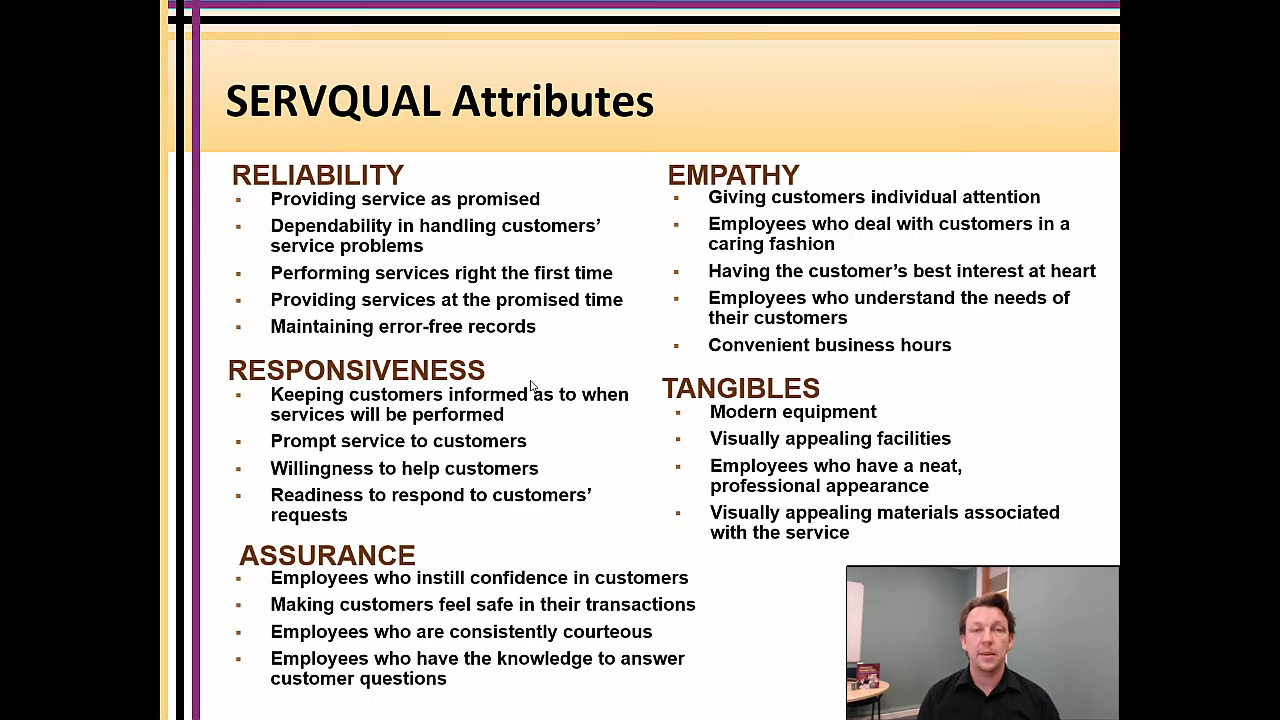 SERVQUAL Attributes
RELIABILITY
Providing service as promised
Dependability in handling customers’
service problems
Performing services right the first time
Providing services at the promised time
Maintaining error-free records
RESPONSIVENESS
Keeping customers informed as to when
services will be performed
Prompt service to customers
Willingness to help customers
Readiness to respond to customers’
requests
ASSURANCE
Employees who instill confidence in customers
Making customers feel safe in their transactions
Employees who are consistently courteous
Employees who have the knowledge to answer
customer questions
EMPATHY
Giving customers individual attention
Employees who deal with customers in a
caring fashion
Having the customer’s best interest at heart
Employees who understand the needs of
their customers
Convenient business hours
TANGIBLES
Modern equipment
Visually appealing facilities
Employees who have a neat,
professional appearance
Visually appealing materials associated
with the service